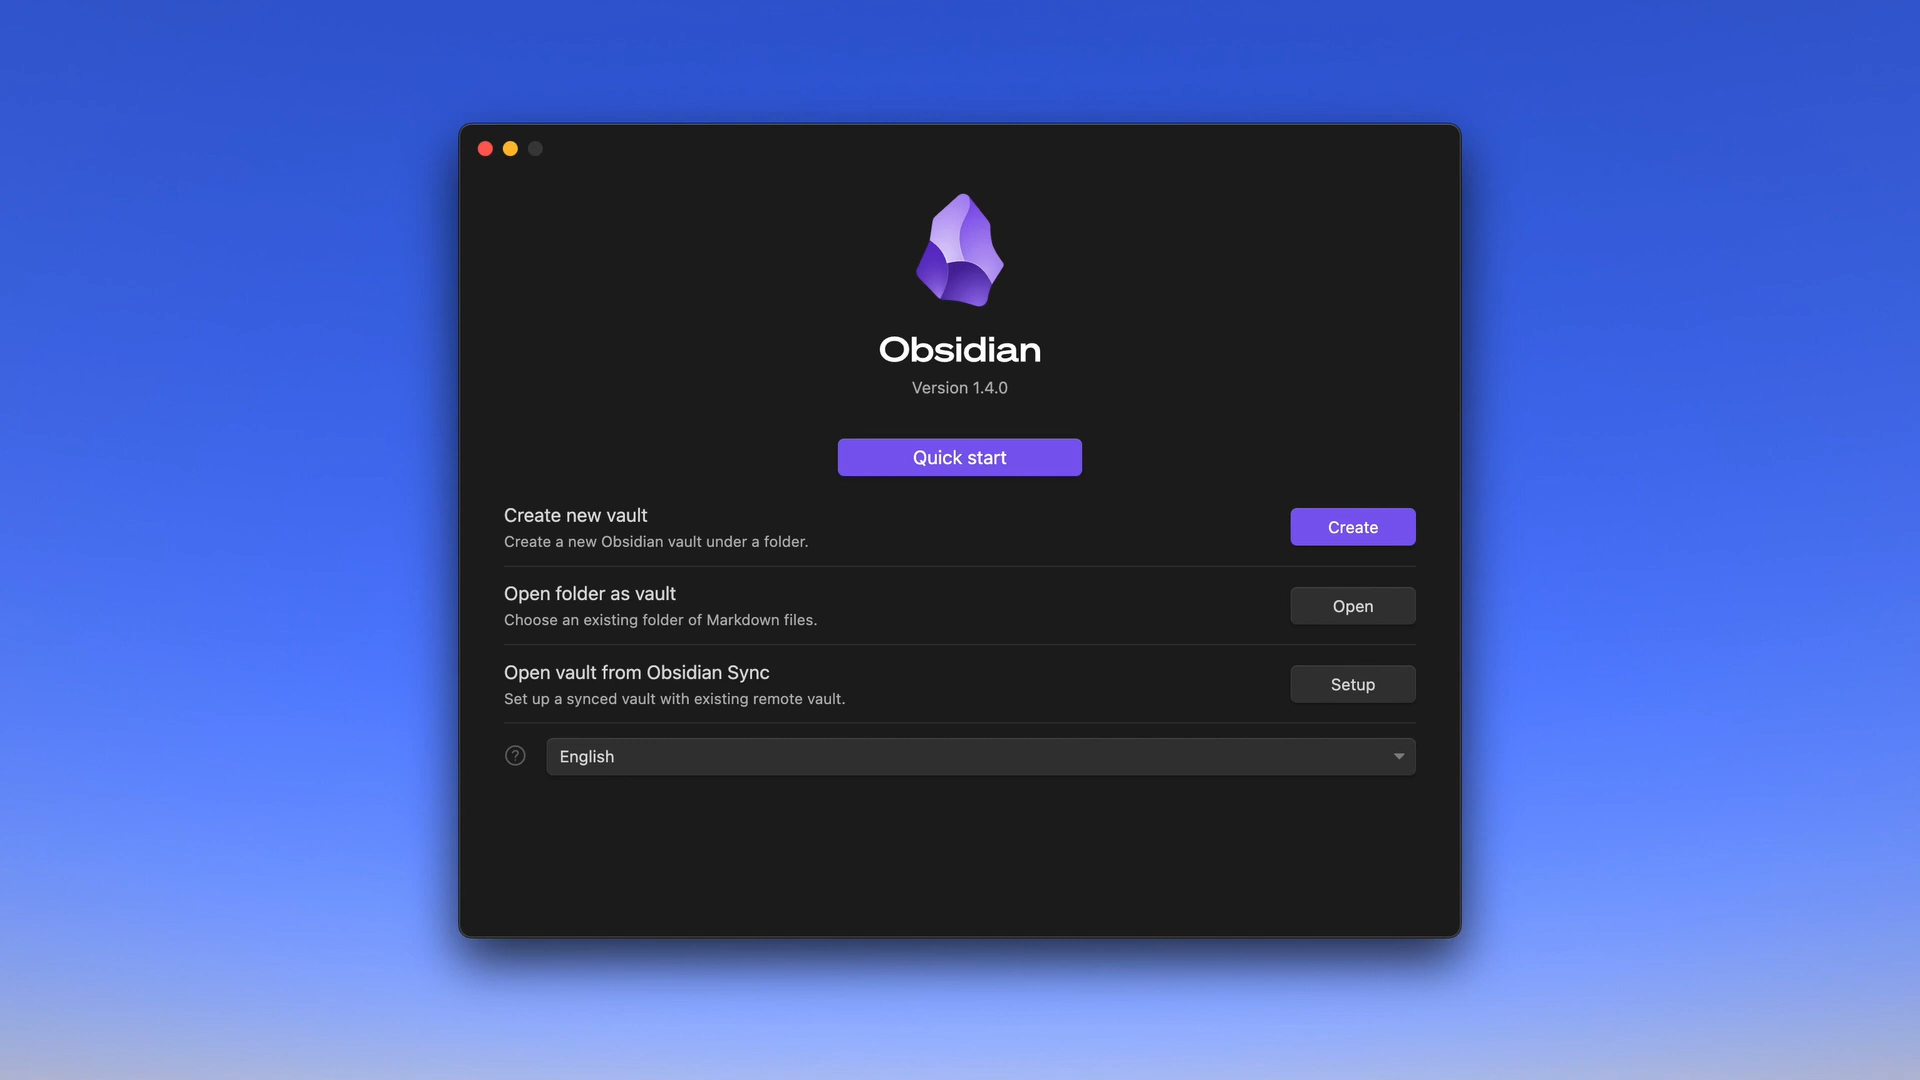 Obsidian
Version 1.4.0
Quick start
Create new vault
Create a new Obsidian vault under a folder.
Create
Open folder as vault
Choose an existing folder of Markdown files.
Open
Open vault from Obsidian Sync
Set up a synced vault with existing remote vault.
Setup
?
English